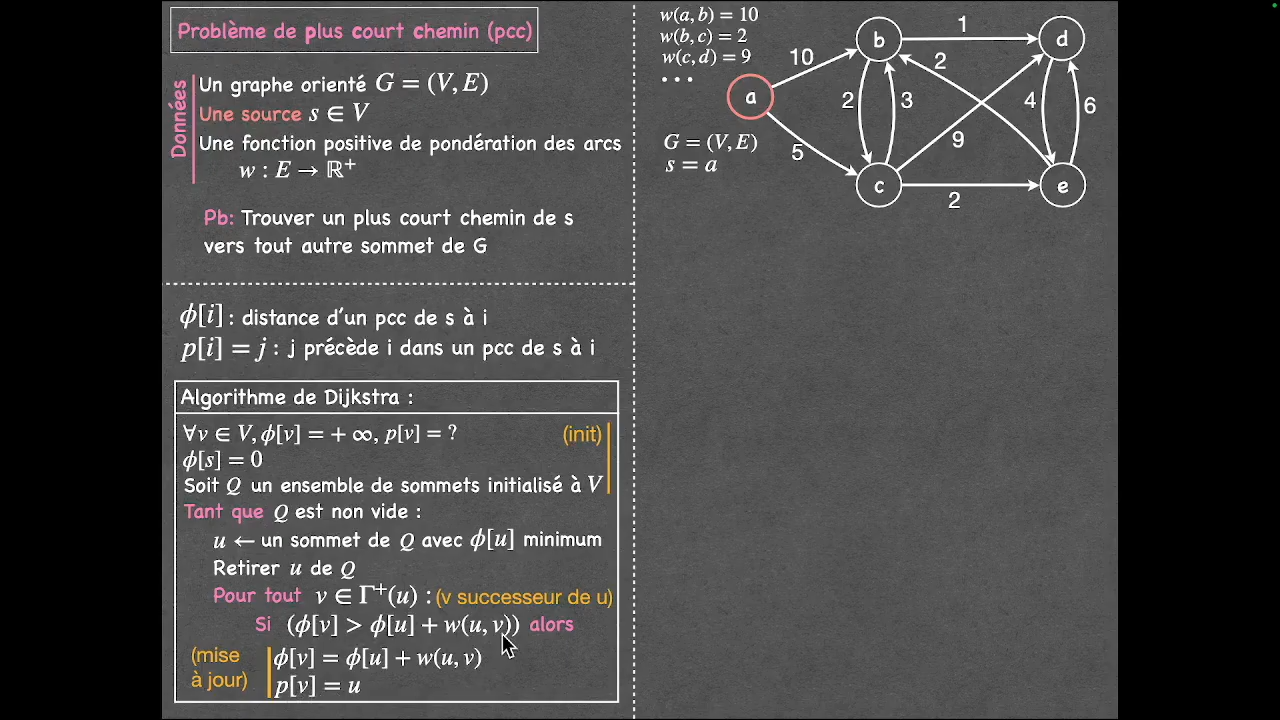 Problème de plus court chemin (pcc)
Données
Un graphe orienté G = (V, E)
Une source s ∈ V
Une fonction positive de pondération des arcs
w : E → ℝ⁺
Pb: Trouver un plus court chemin de s
vers tout autre sommet de G
ϕ[i] : distance d'un pcc de s à i
p[i] = j : j précède i dans un pcc de s à i
Algorithme de Dijkstra :
∀v ∈ V, ϕ[v] = + ∞, p[v] = ? (init)
ϕ[s] = 0
Soit Q un ensemble de sommets initialisé à V
Tant que Q est non vide :
u ← un sommet de Q avec ϕ[u] minimum
Retirer u de Q
Pour tout v ∈ Γ⁺(u) : (v successeur de u)
Si (ϕ[v] > ϕ[u] + w(u, v)) alors
(mise
à jour)
ϕ[v] = ϕ[u] + w(u, v)
p[v] = u
w(a, b) = 10
w(b, c) = 2
w(c, d) = 9
• • •
G = (V, E)
s = a
a
b
c
d
e
10
5
2
3
1
2
9
2
4
6